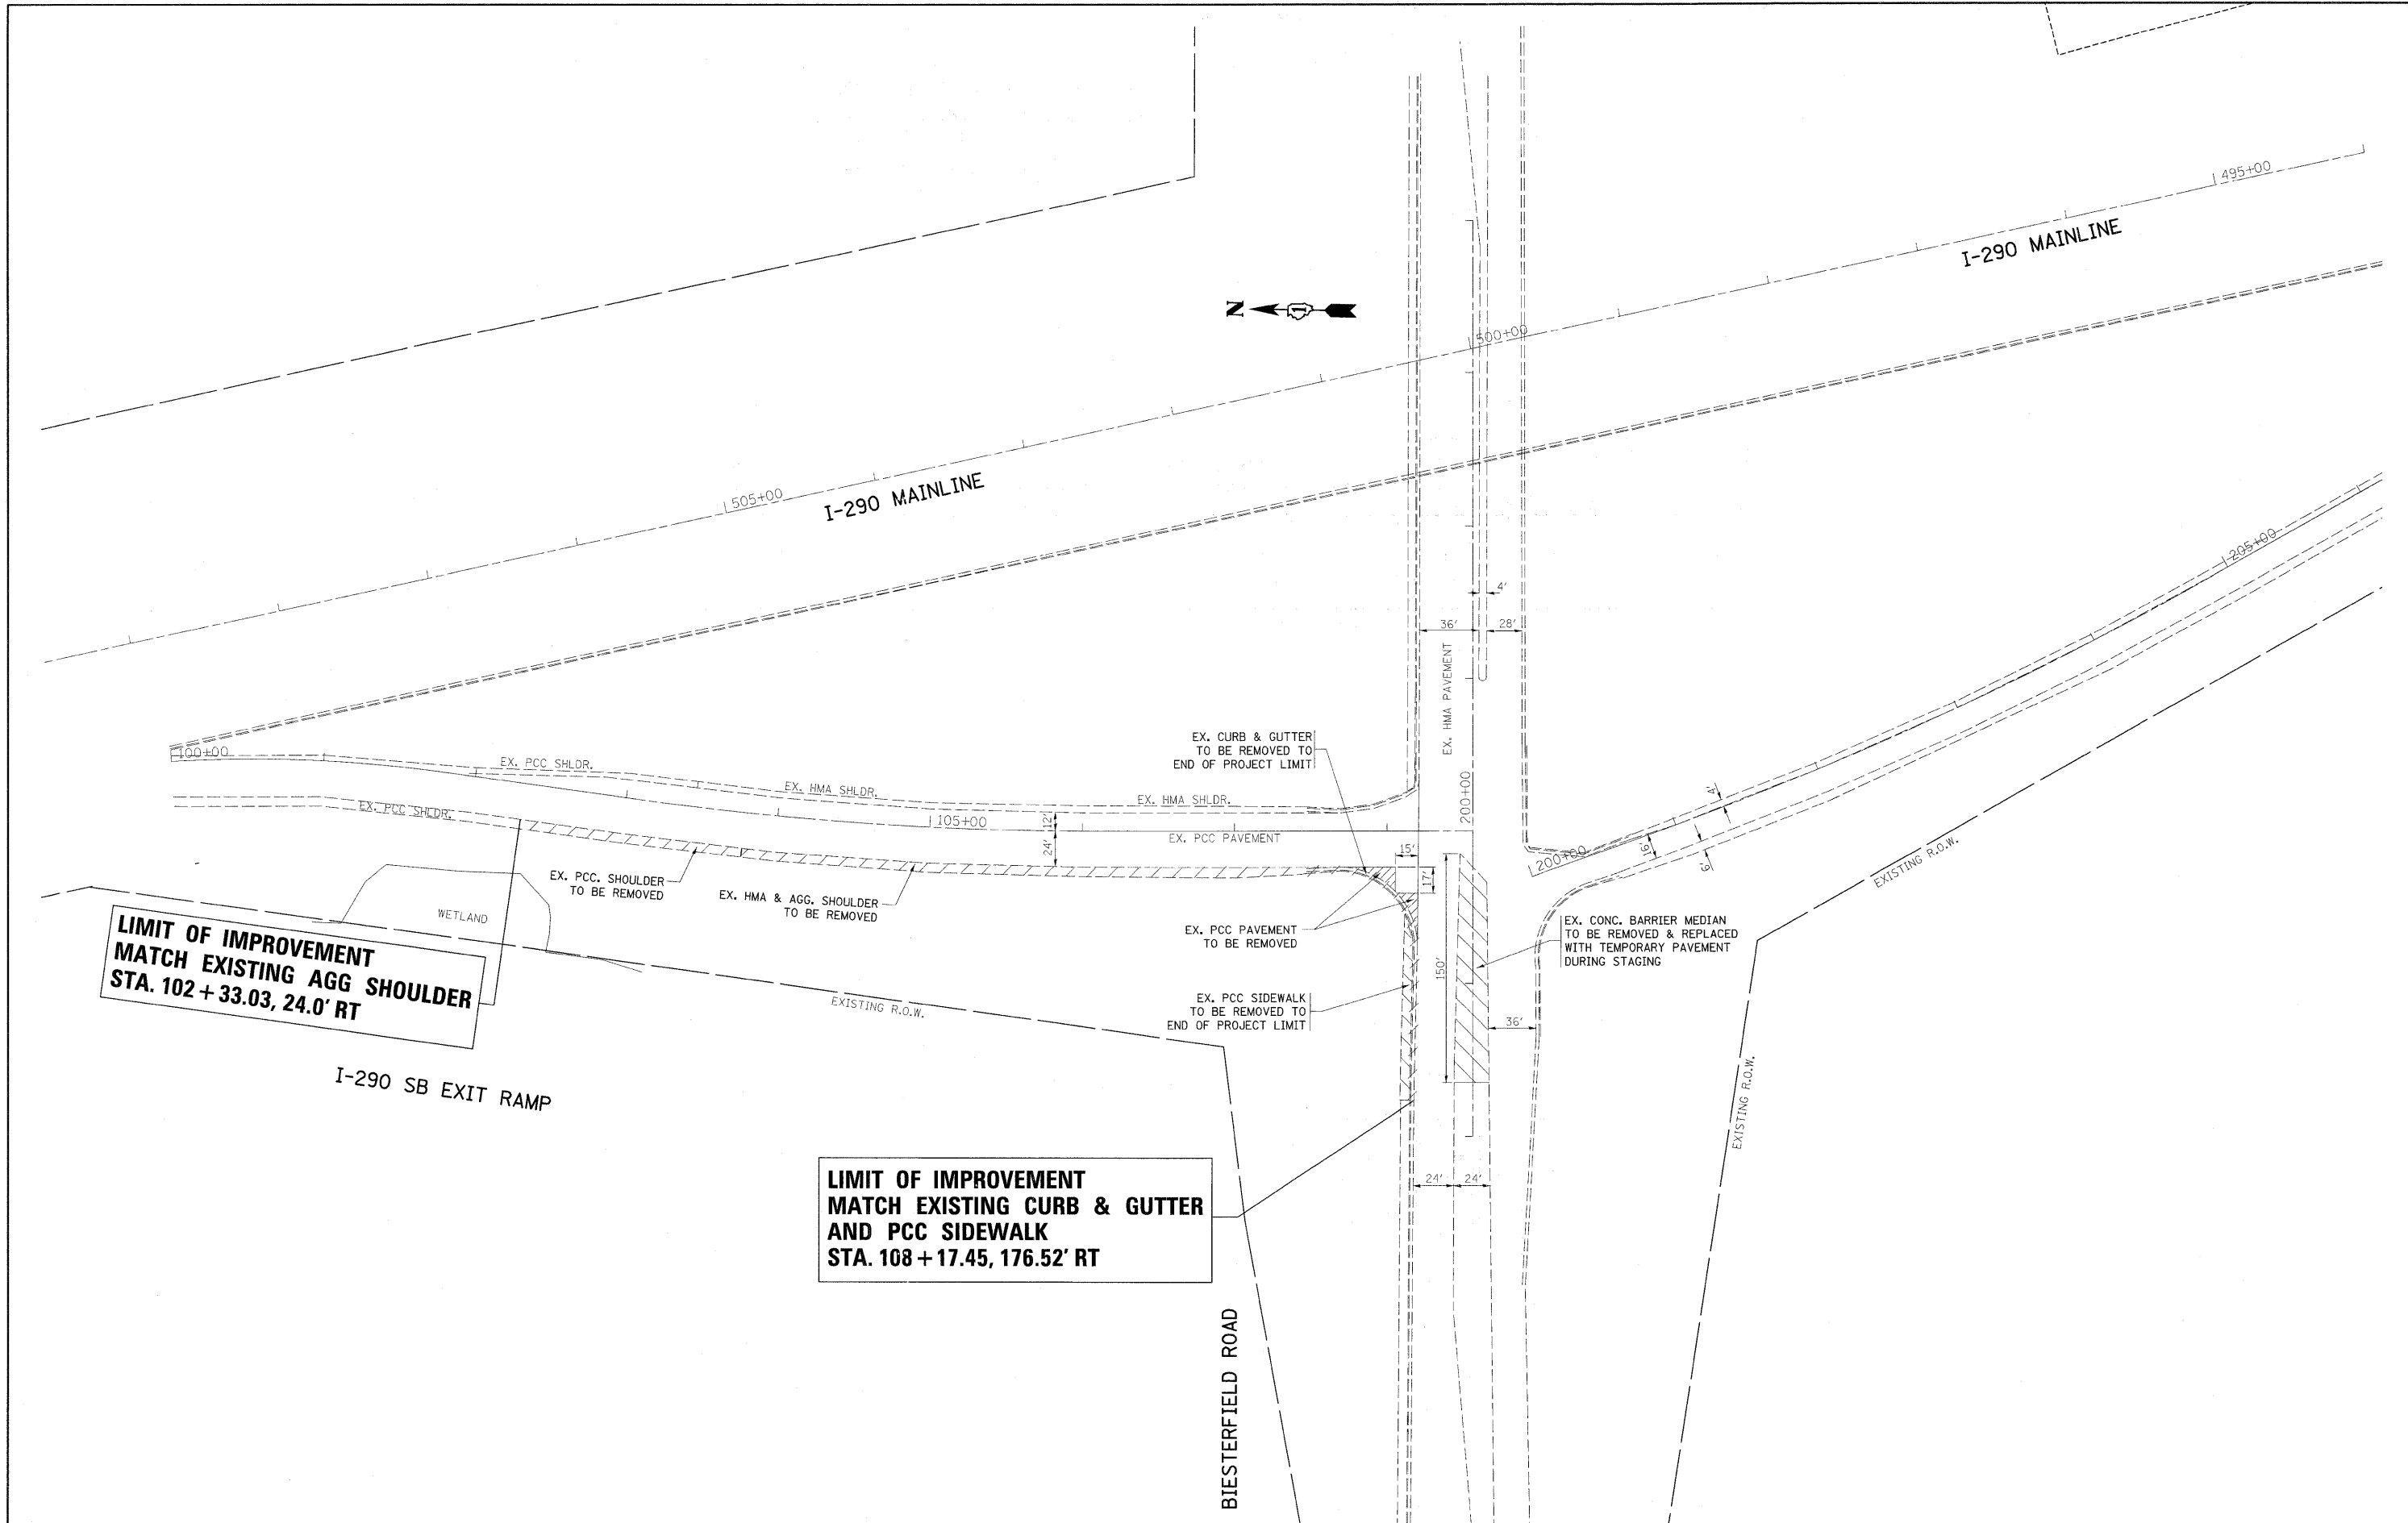 495+00
I-290 MAINLINE
N
500+00
505+00
I-290 MAINLINE
205+00
4'
36'
28'
EX. HMA PAVEMENT
EX. CURB & GUTTER
TO BE REMOVED TO
END OF PROJECT LIMIT
100+00
EX. PCC SHLDR.
EX. HMA SHLDR.
EX. HMA SHLDR.
EX. PCC SHLDR.
105+00
12'
24'
EX. PCC PAVEMENT
200+00
4'
16'
6'
200+00
15'
17'
EXISTING R.O.W.
EX. PCC. SHOULDER
TO BE REMOVED
EX. HMA & AGG. SHOULDER
TO BE REMOVED
WETLAND
EX. PCC PAVEMENT
TO BE REMOVED
EX. CONC. BARRIER MEDIAN
TO BE REMOVED & REPLACED
WITH TEMPORARY PAVEMENT
DURING STAGING
150'
LIMIT OF IMPROVEMENT
MATCH EXISTING AGG SHOULDER
STA. 102+33.03, 24.0' RT
EXISTING R.O.W.
EX. PCC SIDEWALK
TO BE REMOVED TO
END OF PROJECT LIMIT
36'
I-290 SB EXIT RAMP
EXISTING R.O.W.
LIMIT OF IMPROVEMENT
MATCH EXISTING CURB & GUTTER
AND PCC SIDEWALK
STA. 108+17.45, 176.52' RT
24'
24'
BIESTERFIELD ROAD